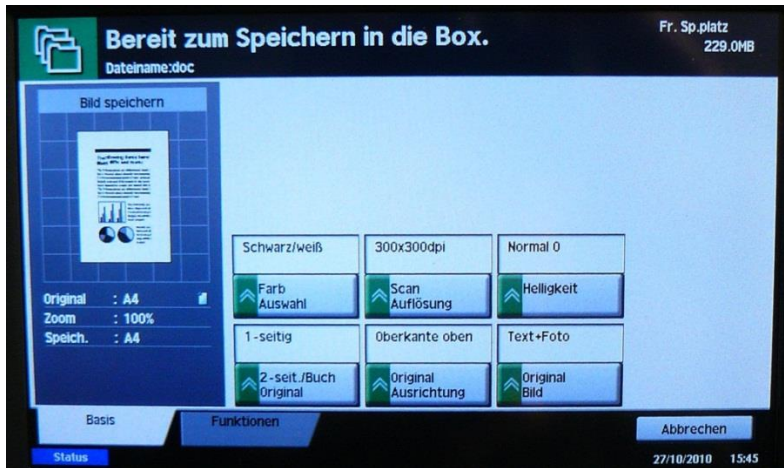 Bereit zum Speichern in die Box.
Dateiname:doc
Fr. Sp.platz
229.0MB
Bild speichern
Original : A4
Zoom : 100%
Speich. : A4
Schwarz/weiß
300x300dpi
Normal 0
Farb
Auswahl
Scan
Auflösung
Helligkeit
1-seitig
Oberkante oben
Text+Foto
2-seit./Buch
Original
Original
Ausrichtung
Original
Bild
Basis
Funktionen
Abbrechen
Status
27/10/2010 15:45